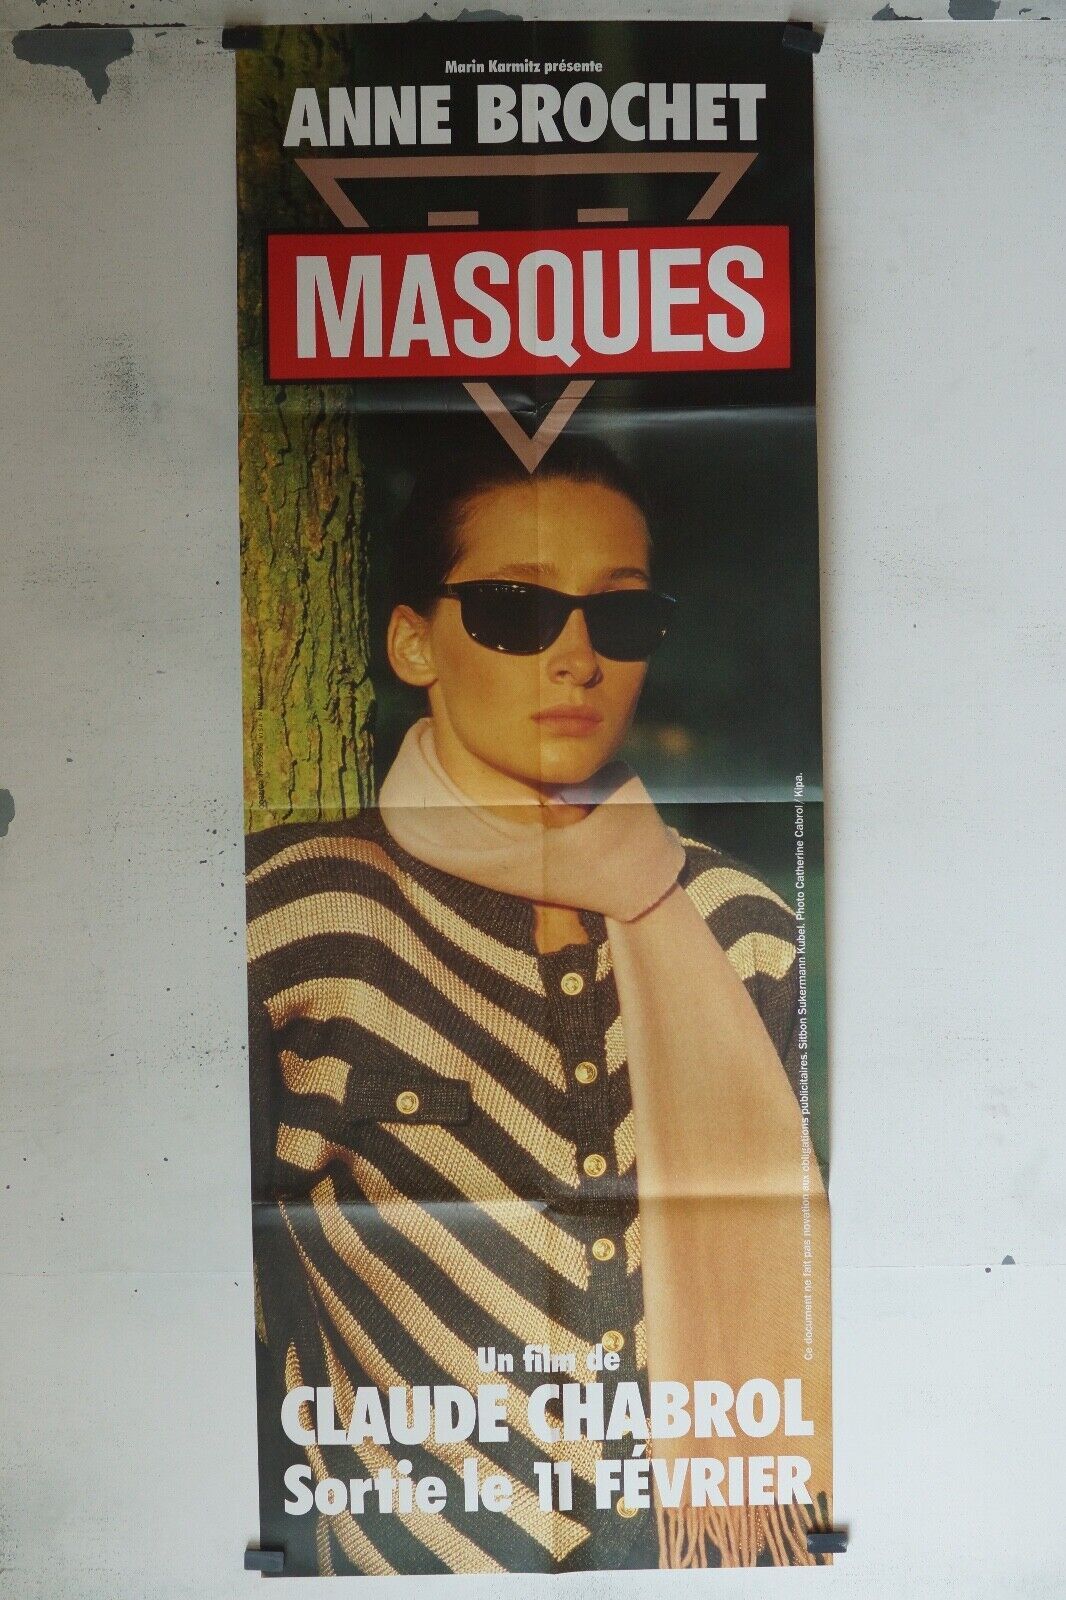 Marin Karmitz présente
ANNE BROCHET
MASQUES
Un film de
CLAUDE CHABROL
Sortie le 11 FÉVRIER
Ce document ne fait pas novation aux obligations publicitaires. Sitbon Sukermann Kubel. Photo Catherine Cabrol/Kipa.